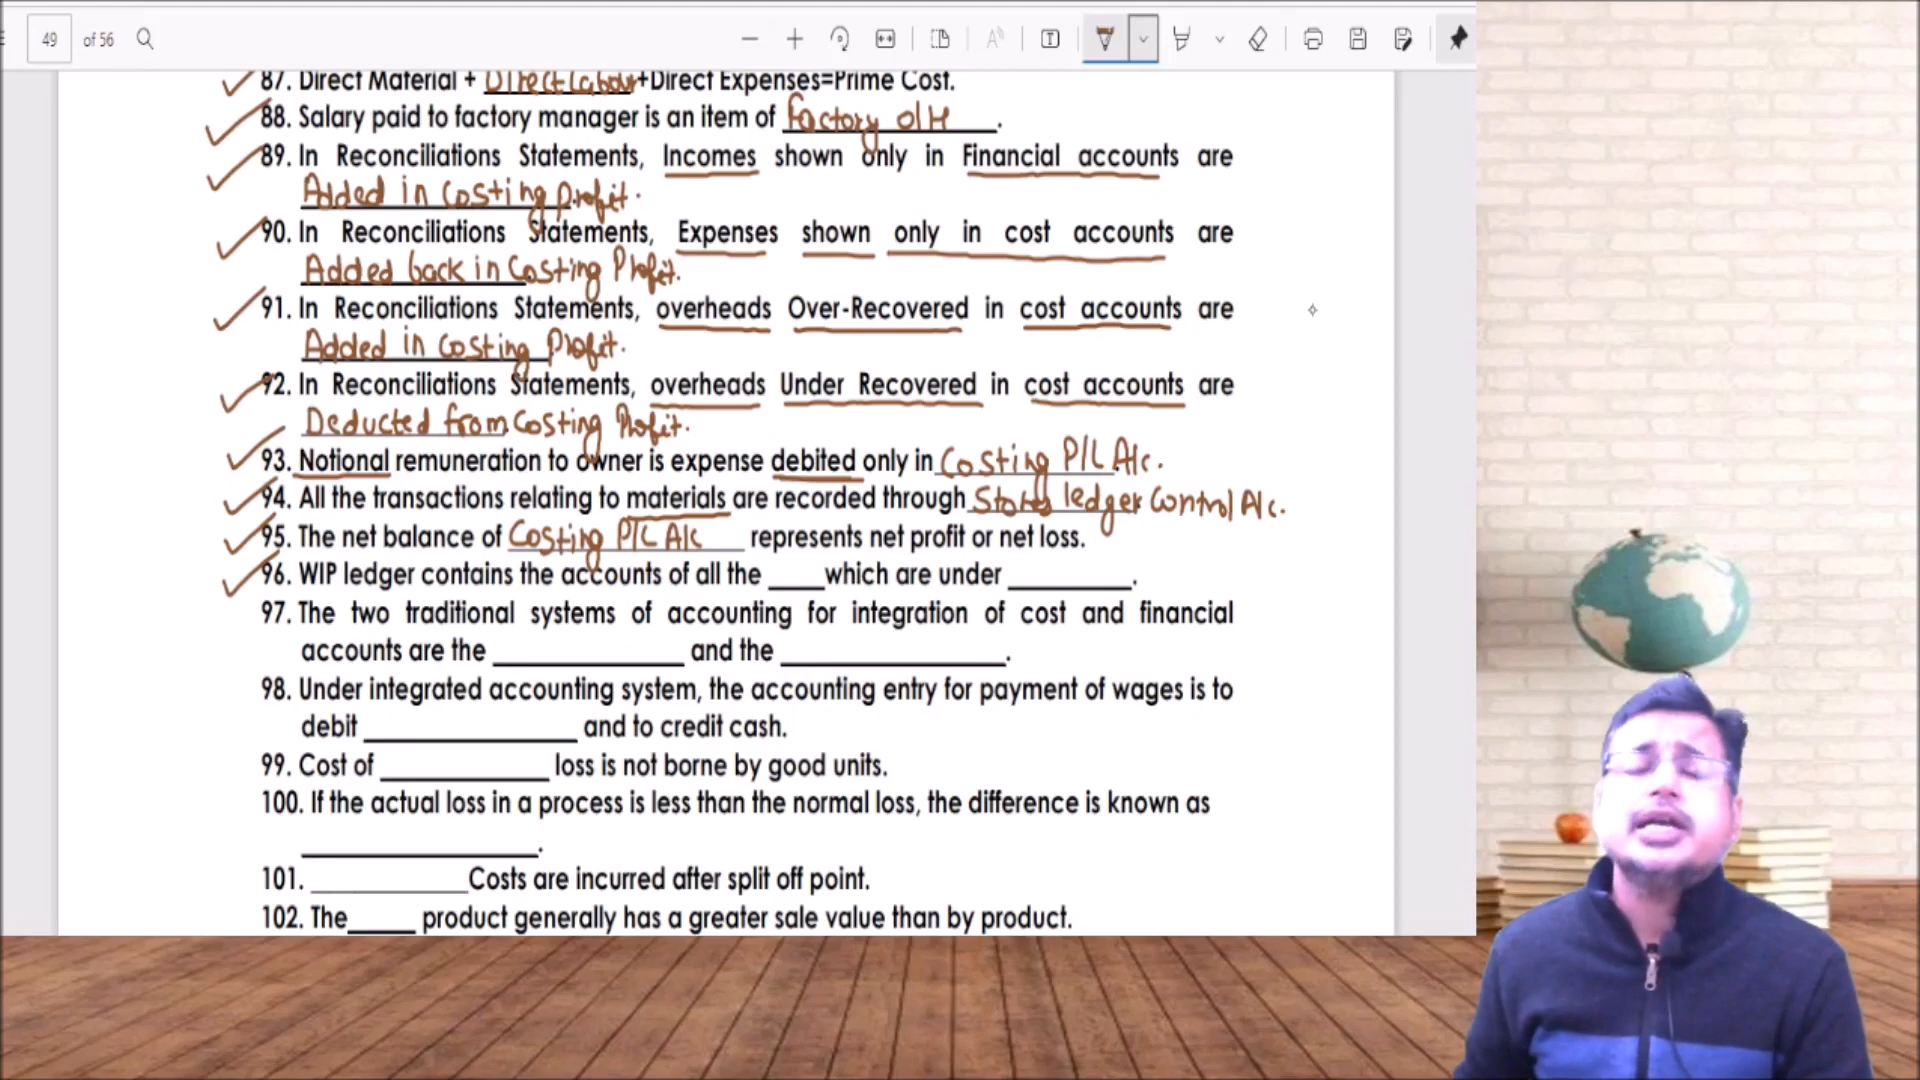 49 of 56
87. Direct Material + Direct Labour+Direct Expenses=Prime Cost.
88. Salary paid to factory manager is an item of factory o/H.
89. In Reconciliations Statements, Incomes shown only in Financial accounts are
Added in Costing profit.
90. In Reconciliations Statements, Expenses shown only in cost accounts are
Added back in Costing Profit.
91. In Reconciliations Statements, overheads Over-Recovered in cost accounts are
Added in Costing Profit.
92. In Reconciliations Statements, overheads Under Recovered in cost accounts are
Deducted from Costing Profit.
93. Notional remuneration to owner is expense debited only in Costing P/L A/c.
94. All the transactions relating to materials are recorded through Stores ledger Control A/c.
95. The net balance of Costing P/L A/c represents net profit or net loss.
96. WIP ledger contains the accounts of all the ____which are under _________.
97. The two traditional systems of accounting for integration of cost and financial
accounts are the ______________ and the ________________.
98. Under integrated accounting system, the accounting entry for payment of wages is to
debit ________________ and to credit cash.
99. Cost of ____________ loss is not borne by good units.
100. If the actual loss in a process is less than the normal loss, the difference is known as
_________________.
101. ___________Costs are incurred after split off point.
102. The_____ product generally has a greater sale value than by product.